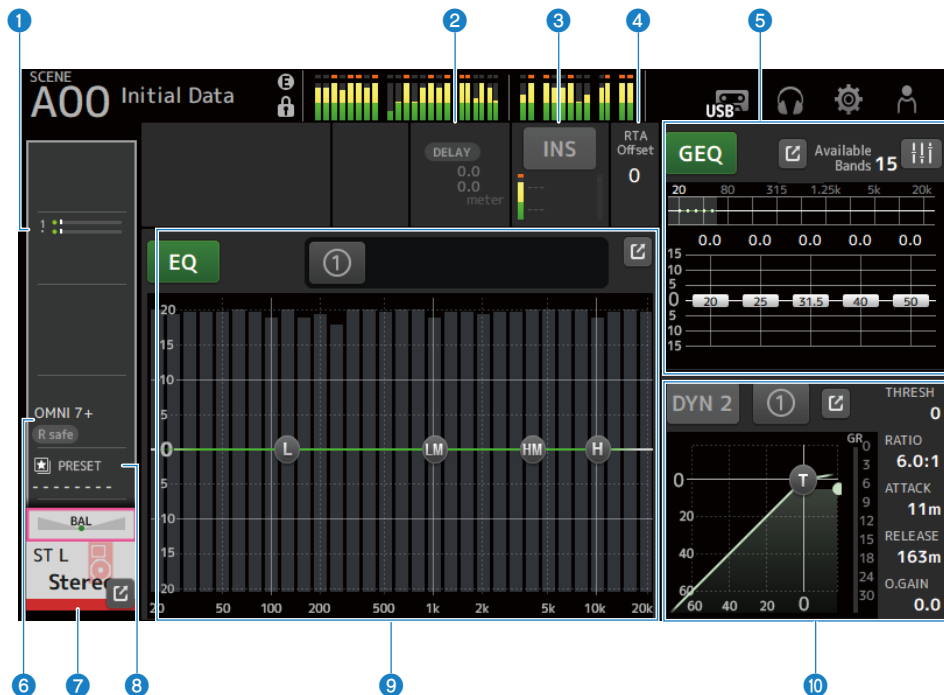 1 2 3 4 5
SCENE
A00 Initial Data
E
USB
DELAY
0.0
0.0
meter
INS
---
---
RTA
Offset
0
GEQ
Available
Bands 15
20 80 315 1.25k 5k 20k
0.0 0.0 0.0 0.0 0.0
15
10
5
0 20 25 31.5 40 50
5
10
15
1
EQ 1
20
15
10
5
0 L LM HM H
5
10
15
20
20 50 100 200 500 1k 2k 5k 10k 20k
OMNI 7+
R safe
PRESET
--------
BAL
ST L
Stereo
DYN 2 1
THRESH
0
RATIO
6.0:1
ATTACK
11m
RELEASE
163m
O.GAIN
0.0
GR
0
3
6
9
12
15
18
24
30
T
0
20
40
60
60 40 20 0
6 7 8 9 10